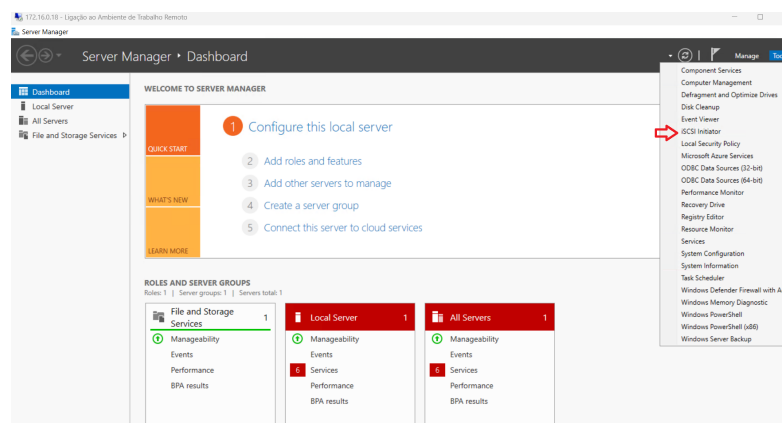 172.16.0.18 - Ligação ao Ambiente de Trabalho Remoto
Server Manager
Server Manager • Dashboard
Manage
Dashboard
Local Server
All Servers
File and Storage Services
WELCOME TO SERVER MANAGER
QUICK START
WHAT'S NEW
LEARN MORE
1 Configure this local server
2 Add roles and features
3 Add other servers to manage
4 Create a server group
5 Connect this server to cloud services
Component Services
Computer Management
Defragment and Optimize Drives
Disk Cleanup
Event Viewer
iSCSI Initiator
Local Security Policy
Microsoft Azure Services
ODBC Data Sources (32-bit)
ODBC Data Sources (64-bit)
Performance Monitor
Recovery Drive
Registry Editor
Resource Monitor
Services
System Configuration
System Information
Task Scheduler
Windows Defender Firewall with A
Windows Memory Diagnostic
Windows PowerShell
Windows PowerShell (x86)
Windows Server Backup
ROLES AND SERVER GROUPS
Roles: 1 | Server groups: 1 | Servers total: 1
File and Storage Services 1
Manageability
Events
Performance
BPA results
Local Server 1
Manageability
Events
6 Services
Performance
BPA results
All Servers 1
Manageability
Events
6 Services
Performance
BPA results